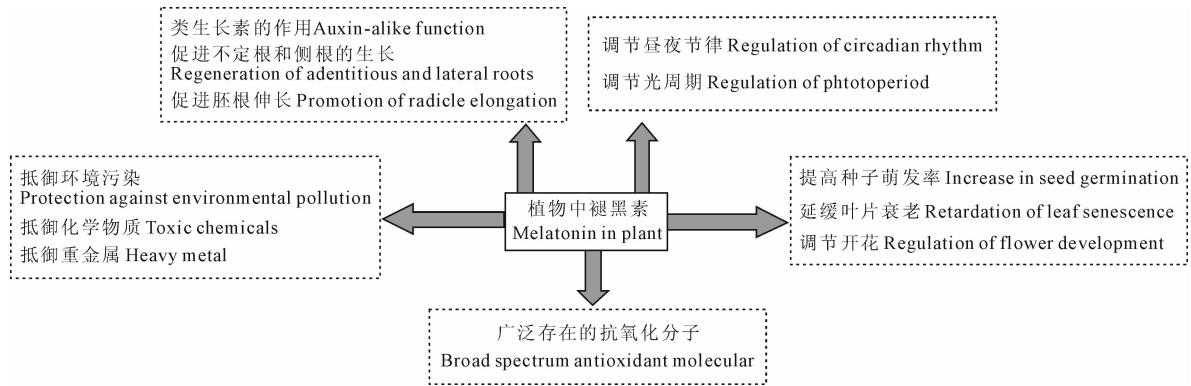 类生长素的作用Auxin-alike function
促进不定根和侧根的生长
Regeneration of adentitious and lateral roots
促进胚根伸长 Promotion of radicle elongation
调节昼夜节律 Regulation of circadian rhythm
调节光周期 Regulation of phtotoperiod
抵御环境污染
Protection against environmental pollution
抵御化学物质 Toxic chemicals
抵御重金属 Heavy metal
植物中褪黑素
Melatonin in plant
提高种子萌发率 Increase in seed germination
延缓叶片衰老 Retardation of leaf senescence
调节开花 Regulation of flower development
广泛存在的抗氧化分子
Broad spectrum antioxidant molecular